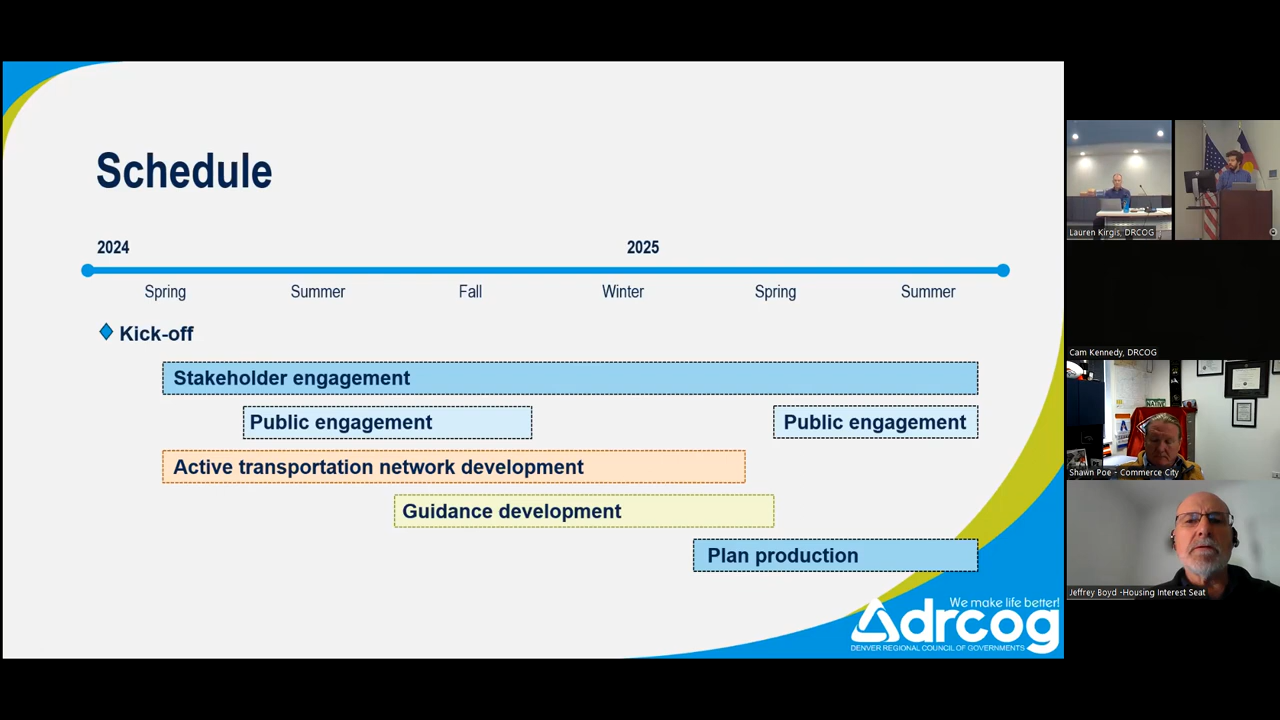 Schedule
2024 2025
Spring Summer Fall Winter Spring Summer
Kick-off
Stakeholder engagement
Public engagement Public engagement
Active transportation network development
Guidance development
Plan production
We make life better!
drcog
DENVER REGIONAL COUNCIL OF GOVERNMENTS
Lauren Kirgis, DRCOG
Cam Kennedy, DRCOG
NATIVE
Shawn Poe - Commerce City
Jeffrey Boyd -Housing Interest Seat